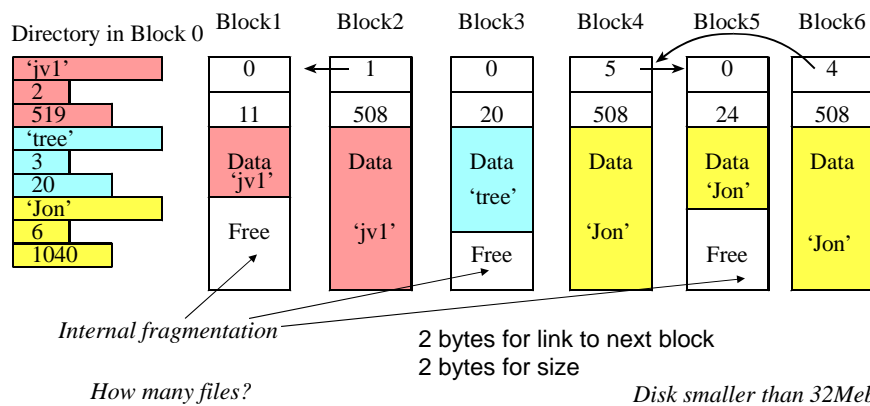 Directory in Block 0
Block1
Block2
Block3
Block4
Block5
Block6
‘jv1’
2
519
‘tree’
3
20
‘Jon’
6
1040
0
11
Data
‘jv1’
Free
1
508
Data
‘jv1’
0
20
Data
‘tree’
Free
5
508
Data
‘Jon’
0
24
Data
‘Jon’
Free
4
508
Data
‘Jon’
Internal fragmentation
2 bytes for link to next block
2 bytes for size
How many files?
Disk smaller than 32Meb